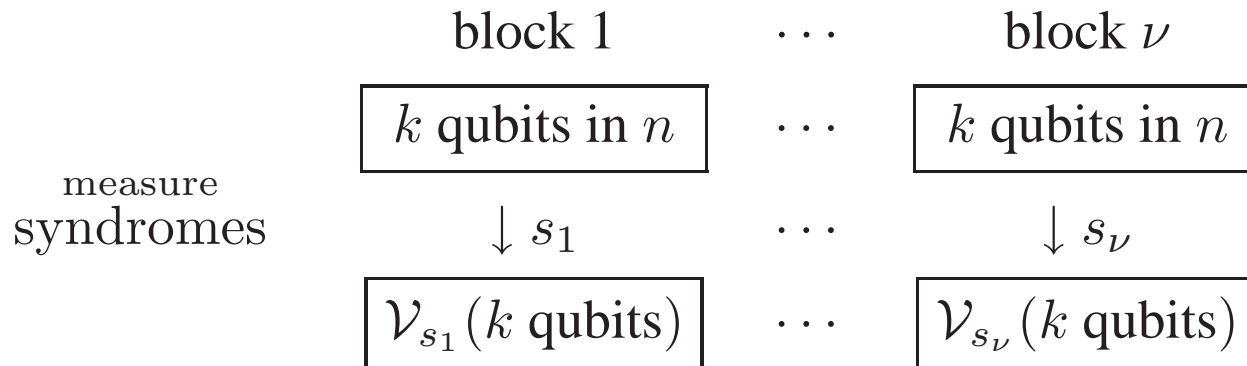 block 1 ··· block ν
k qubits in n ··· k qubits in n
measure
syndromes ↓ s₁ ··· ↓ s_ν
𝒱_{s₁}(k qubits) ··· 𝒱_{s_ν}(k qubits)